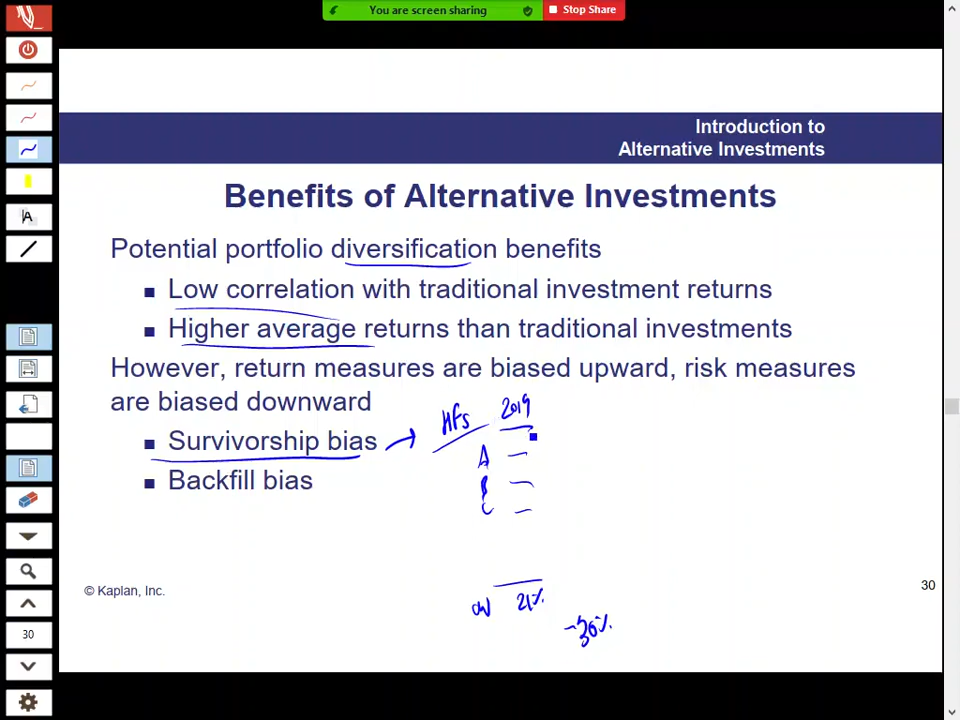 You are screen sharing
Stop Share
Introduction to
Alternative Investments
Benefits of Alternative Investments
Potential portfolio diversification benefits
■ Low correlation with traditional investment returns
■ Higher average returns than traditional investments
However, return measures are biased upward, risk measures
are biased downward
■ Survivorship bias → HFs 2019
A
B
C
■ Backfill bias
21%
-30%
© Kaplan, Inc.
30
A
30